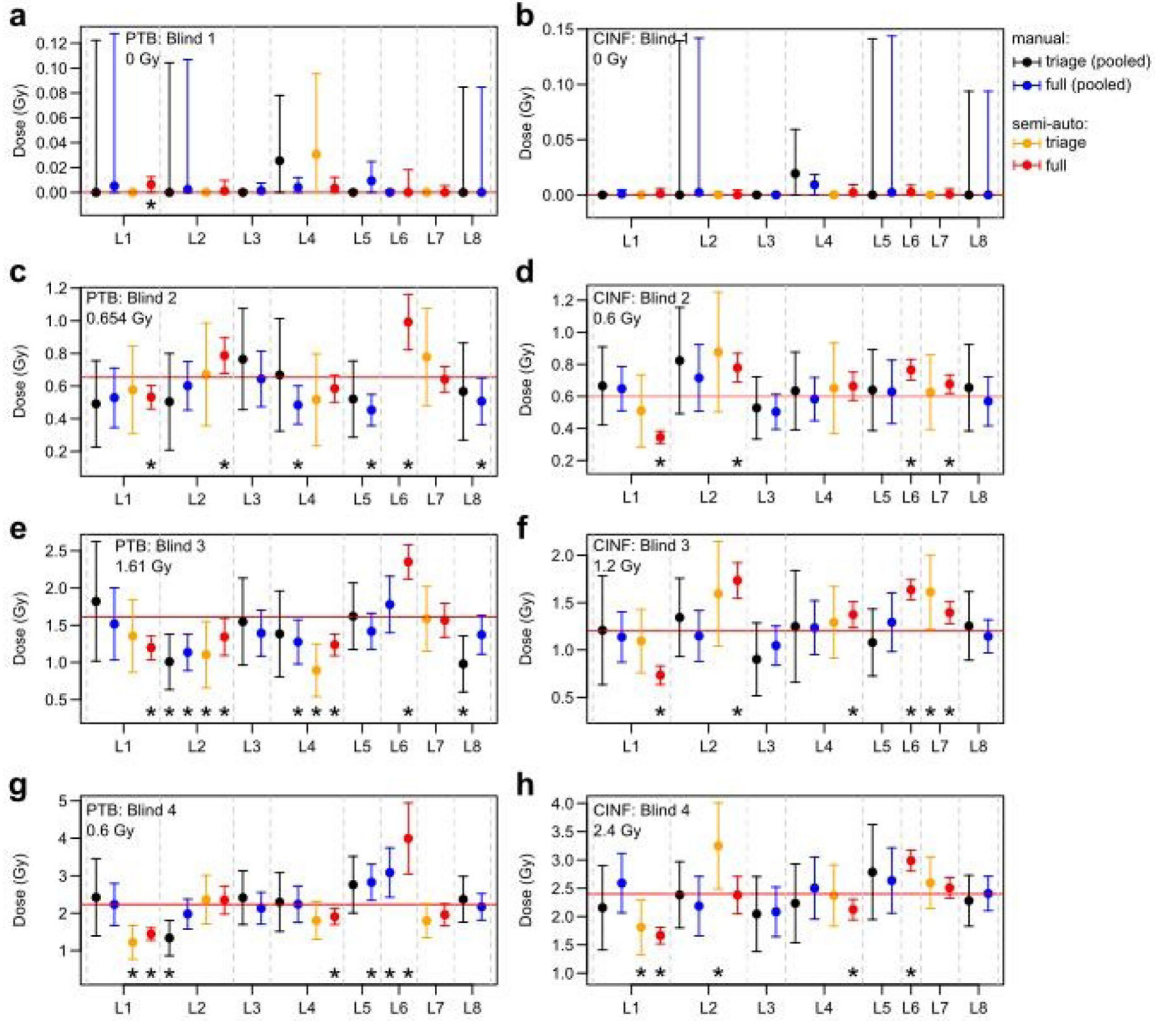 a
PTB: Blind 1
0 Gy
Dose (Gy)
0.12
0.10
0.08
0.06
0.04
0.02
0.00
*
L1 L2 L3 L4 L5 L6 L7 L8
b
CINF: Blind 1
0 Gy
Dose (Gy)
0.15
0.10
0.05
0.00
L1 L2 L3 L4 L5 L6 L7 L8
manual:
triage (pooled)
full (pooled)
semi-auto:
triage
full
c
PTB: Blind 2
0.654 Gy
Dose (Gy)
1.2
1.0
0.8
0.6
0.4
0.2
* * * * * *
L1 L2 L3 L4 L5 L6 L7 L8
d
CINF: Blind 2
0.6 Gy
Dose (Gy)
1.2
1.0
0.8
0.6
0.4
0.2
* * * *
L1 L2 L3 L4 L5 L6 L7 L8
e
PTB: Blind 3
1.61 Gy
Dose (Gy)
2.5
2.0
1.5
1.0
0.5
* * * * * * * * * *
L1 L2 L3 L4 L5 L6 L7 L8
f
CINF: Blind 3
1.2 Gy
Dose (Gy)
2.0
1.5
1.0
0.5
* * * * * *
L1 L2 L3 L4 L5 L6 L7 L8
g
PTB: Blind 4
0.6 Gy
Dose (Gy)
5
4
3
2
1
* * * * * * *
L1 L2 L3 L4 L5 L6 L7 L8
h
CINF: Blind 4
2.4 Gy
Dose (Gy)
4.0
3.5
3.0
2.5
2.0
1.5
1.0
* * * * *
L1 L2 L3 L4 L5 L6 L7 L8